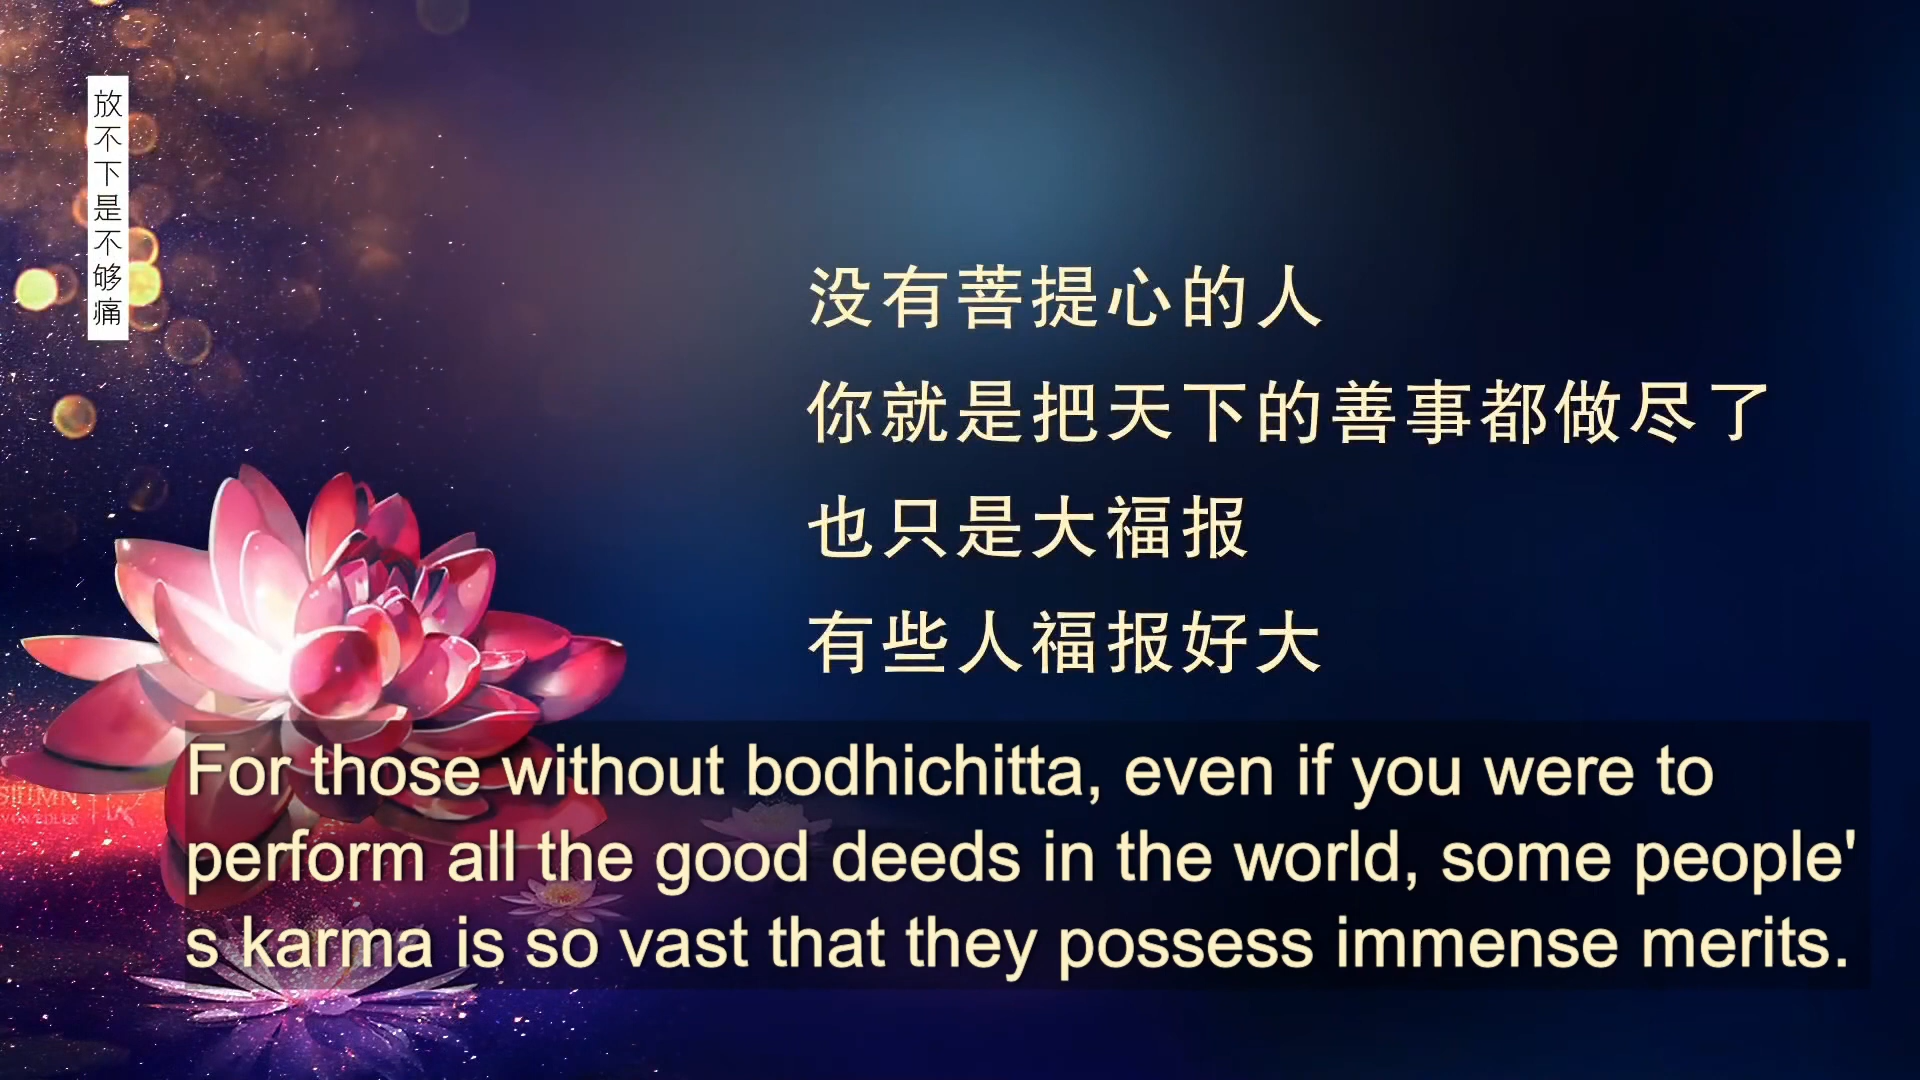 放不下是不够痛
没有菩提心的人
你就是把天下的善事都做尽了
也只是大福报
有些人福报好大
For those without bodhichitta, even if you were to
perform all the good deeds in the world, some people'
s karma is so vast that they possess immense merits.